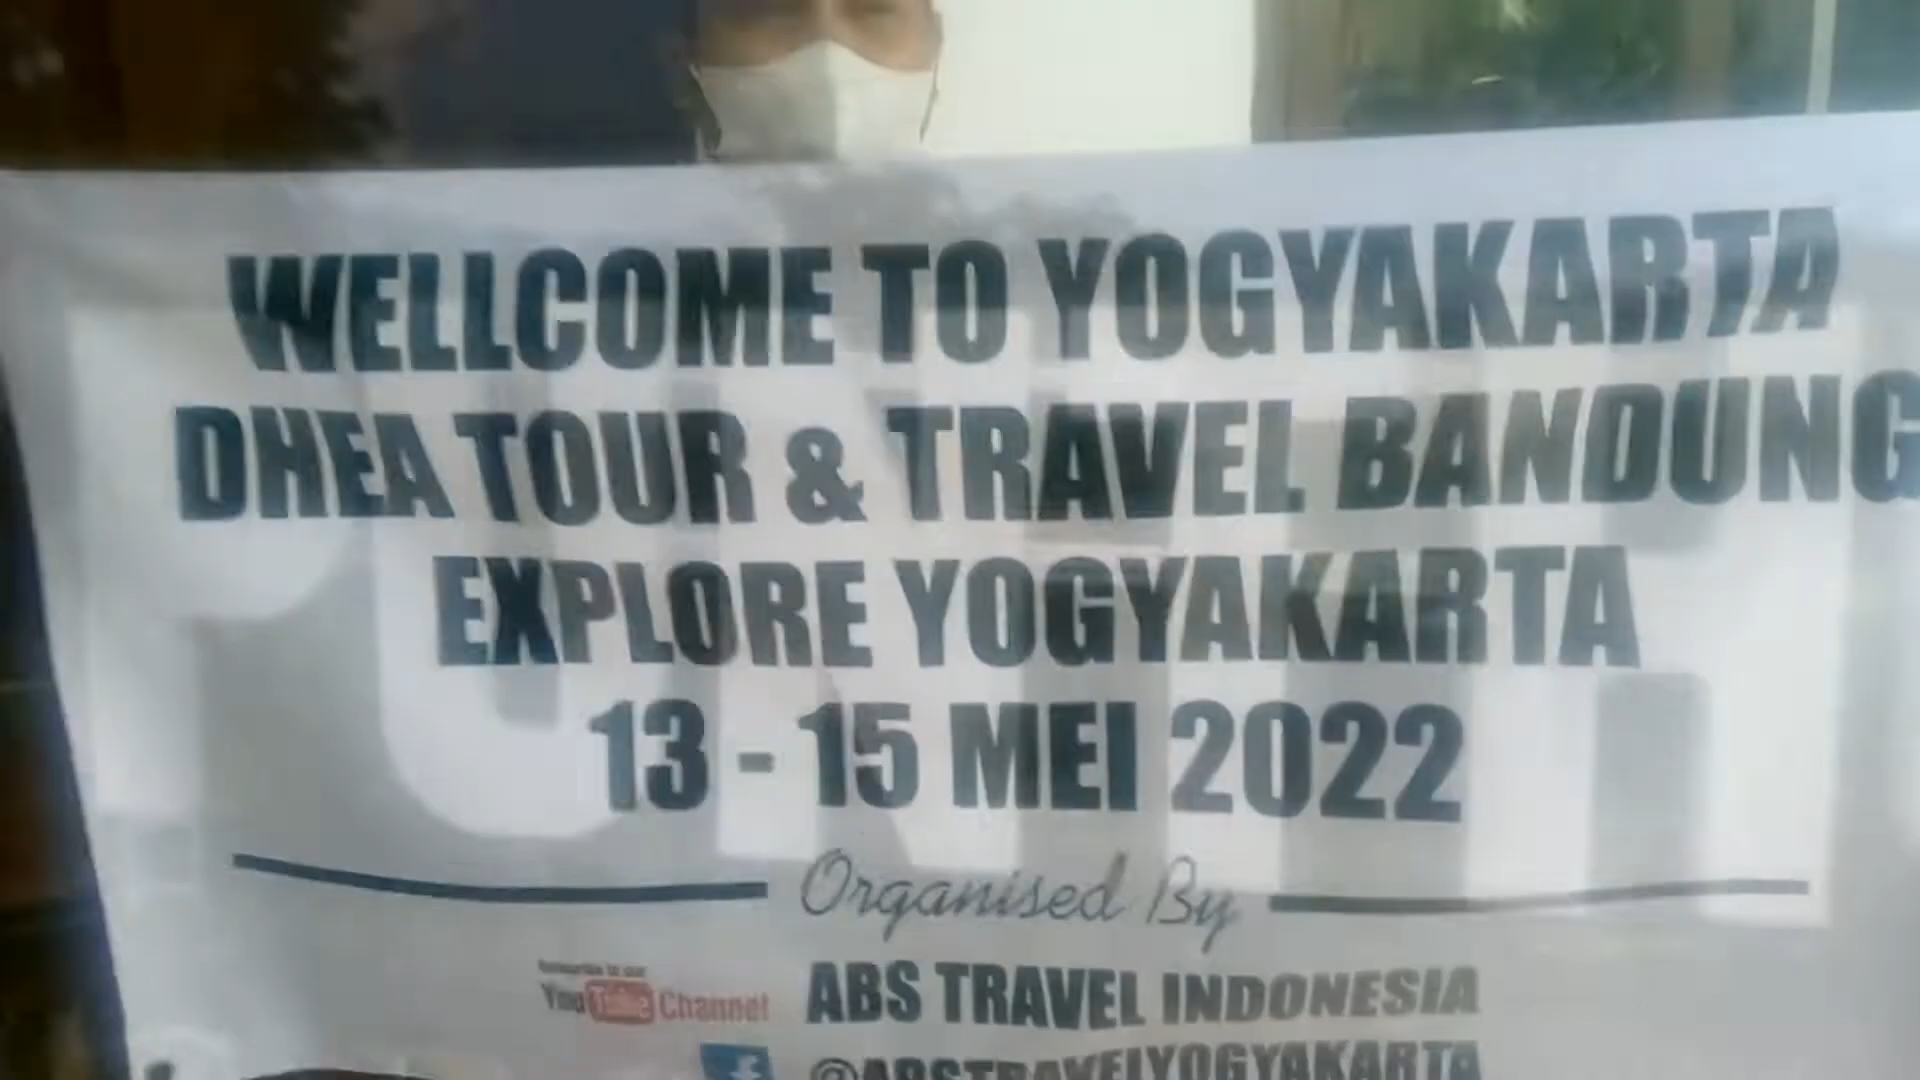 WELLCOME TO YOGYAKARTA
DHEA TOUR & TRAVEL BANDUNG
EXPLORE YOGYAKARTA
13 - 15 MEI 2022
Organised By
Subscribe to our
YouTube Channel ABS TRAVEL INDONESIA
@ABSTRAVELYOGYAKARTA